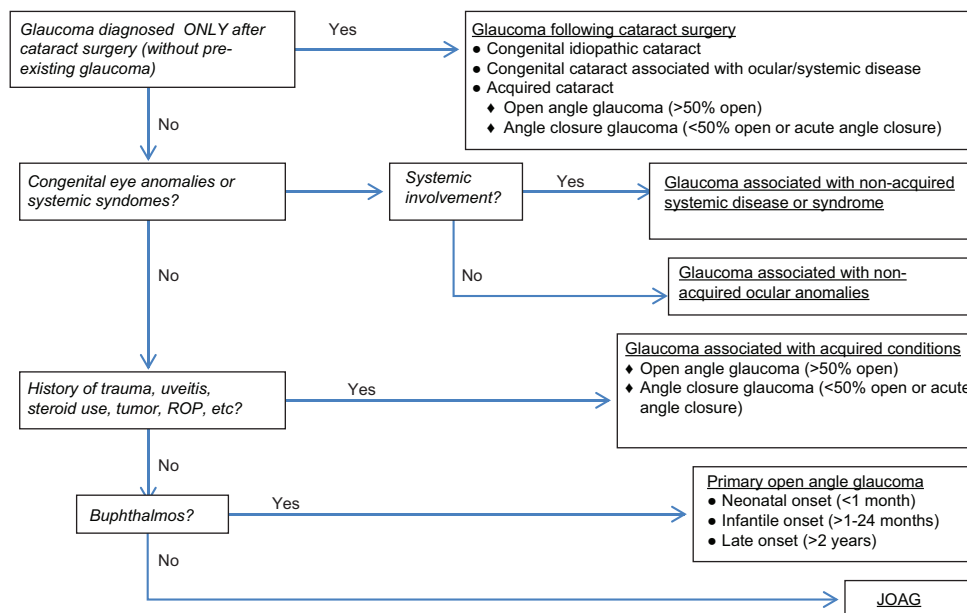 Glaucoma diagnosed ONLY after
cataract surgery (without pre-
existing glaucoma)
Yes
Glaucoma following cataract surgery
● Congenital idiopathic cataract
● Congenital cataract associated with ocular/systemic disease
● Acquired cataract
♦ Open angle glaucoma (>50% open)
♦ Angle closure glaucoma (<50% open or acute angle closure)
No
Congenital eye anomalies or
systemic syndomes?
Systemic
involvement?
Yes
Glaucoma associated with non-acquired
systemic disease or syndrome
No
No
Glaucoma associated with non-
acquired ocular anomalies
History of trauma, uveitis,
steroid use, tumor, ROP, etc?
Yes
Glaucoma associated with acquired conditions
♦ Open angle glaucoma (>50% open)
♦ Angle closure glaucoma (<50% open or acute
angle closure)
No
Buphthalmos?
Yes
Primary open angle glaucoma
● Neonatal onset (<1 month)
● Infantile onset (>1-24 months)
● Late onset (>2 years)
No
JOAG